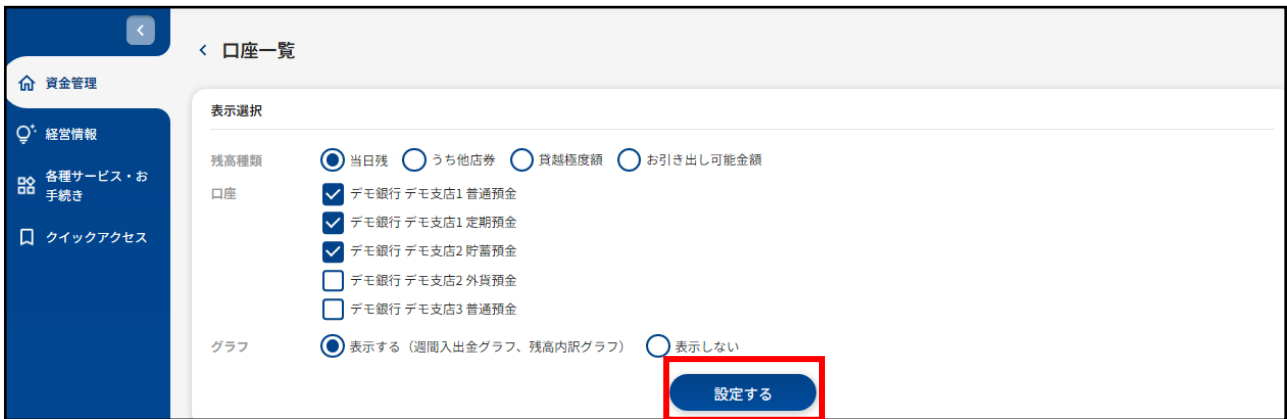 口座一覧
資金管理
経営情報
各種サービス・お
手続き
クイックアクセス
表示選択
残高種類 当日残 うち他店券 貸越極度額 お引き出し可能金額
口座 デモ銀行 デモ支店1 普通預金
デモ銀行 デモ支店1 定期預金
デモ銀行 デモ支店2 貯蓄預金
デモ銀行 デモ支店2 外貨預金
デモ銀行 デモ支店3 普通預金
グラフ 表示する（週間入出金グラフ、残高内訳グラフ） 表示しない
設定する